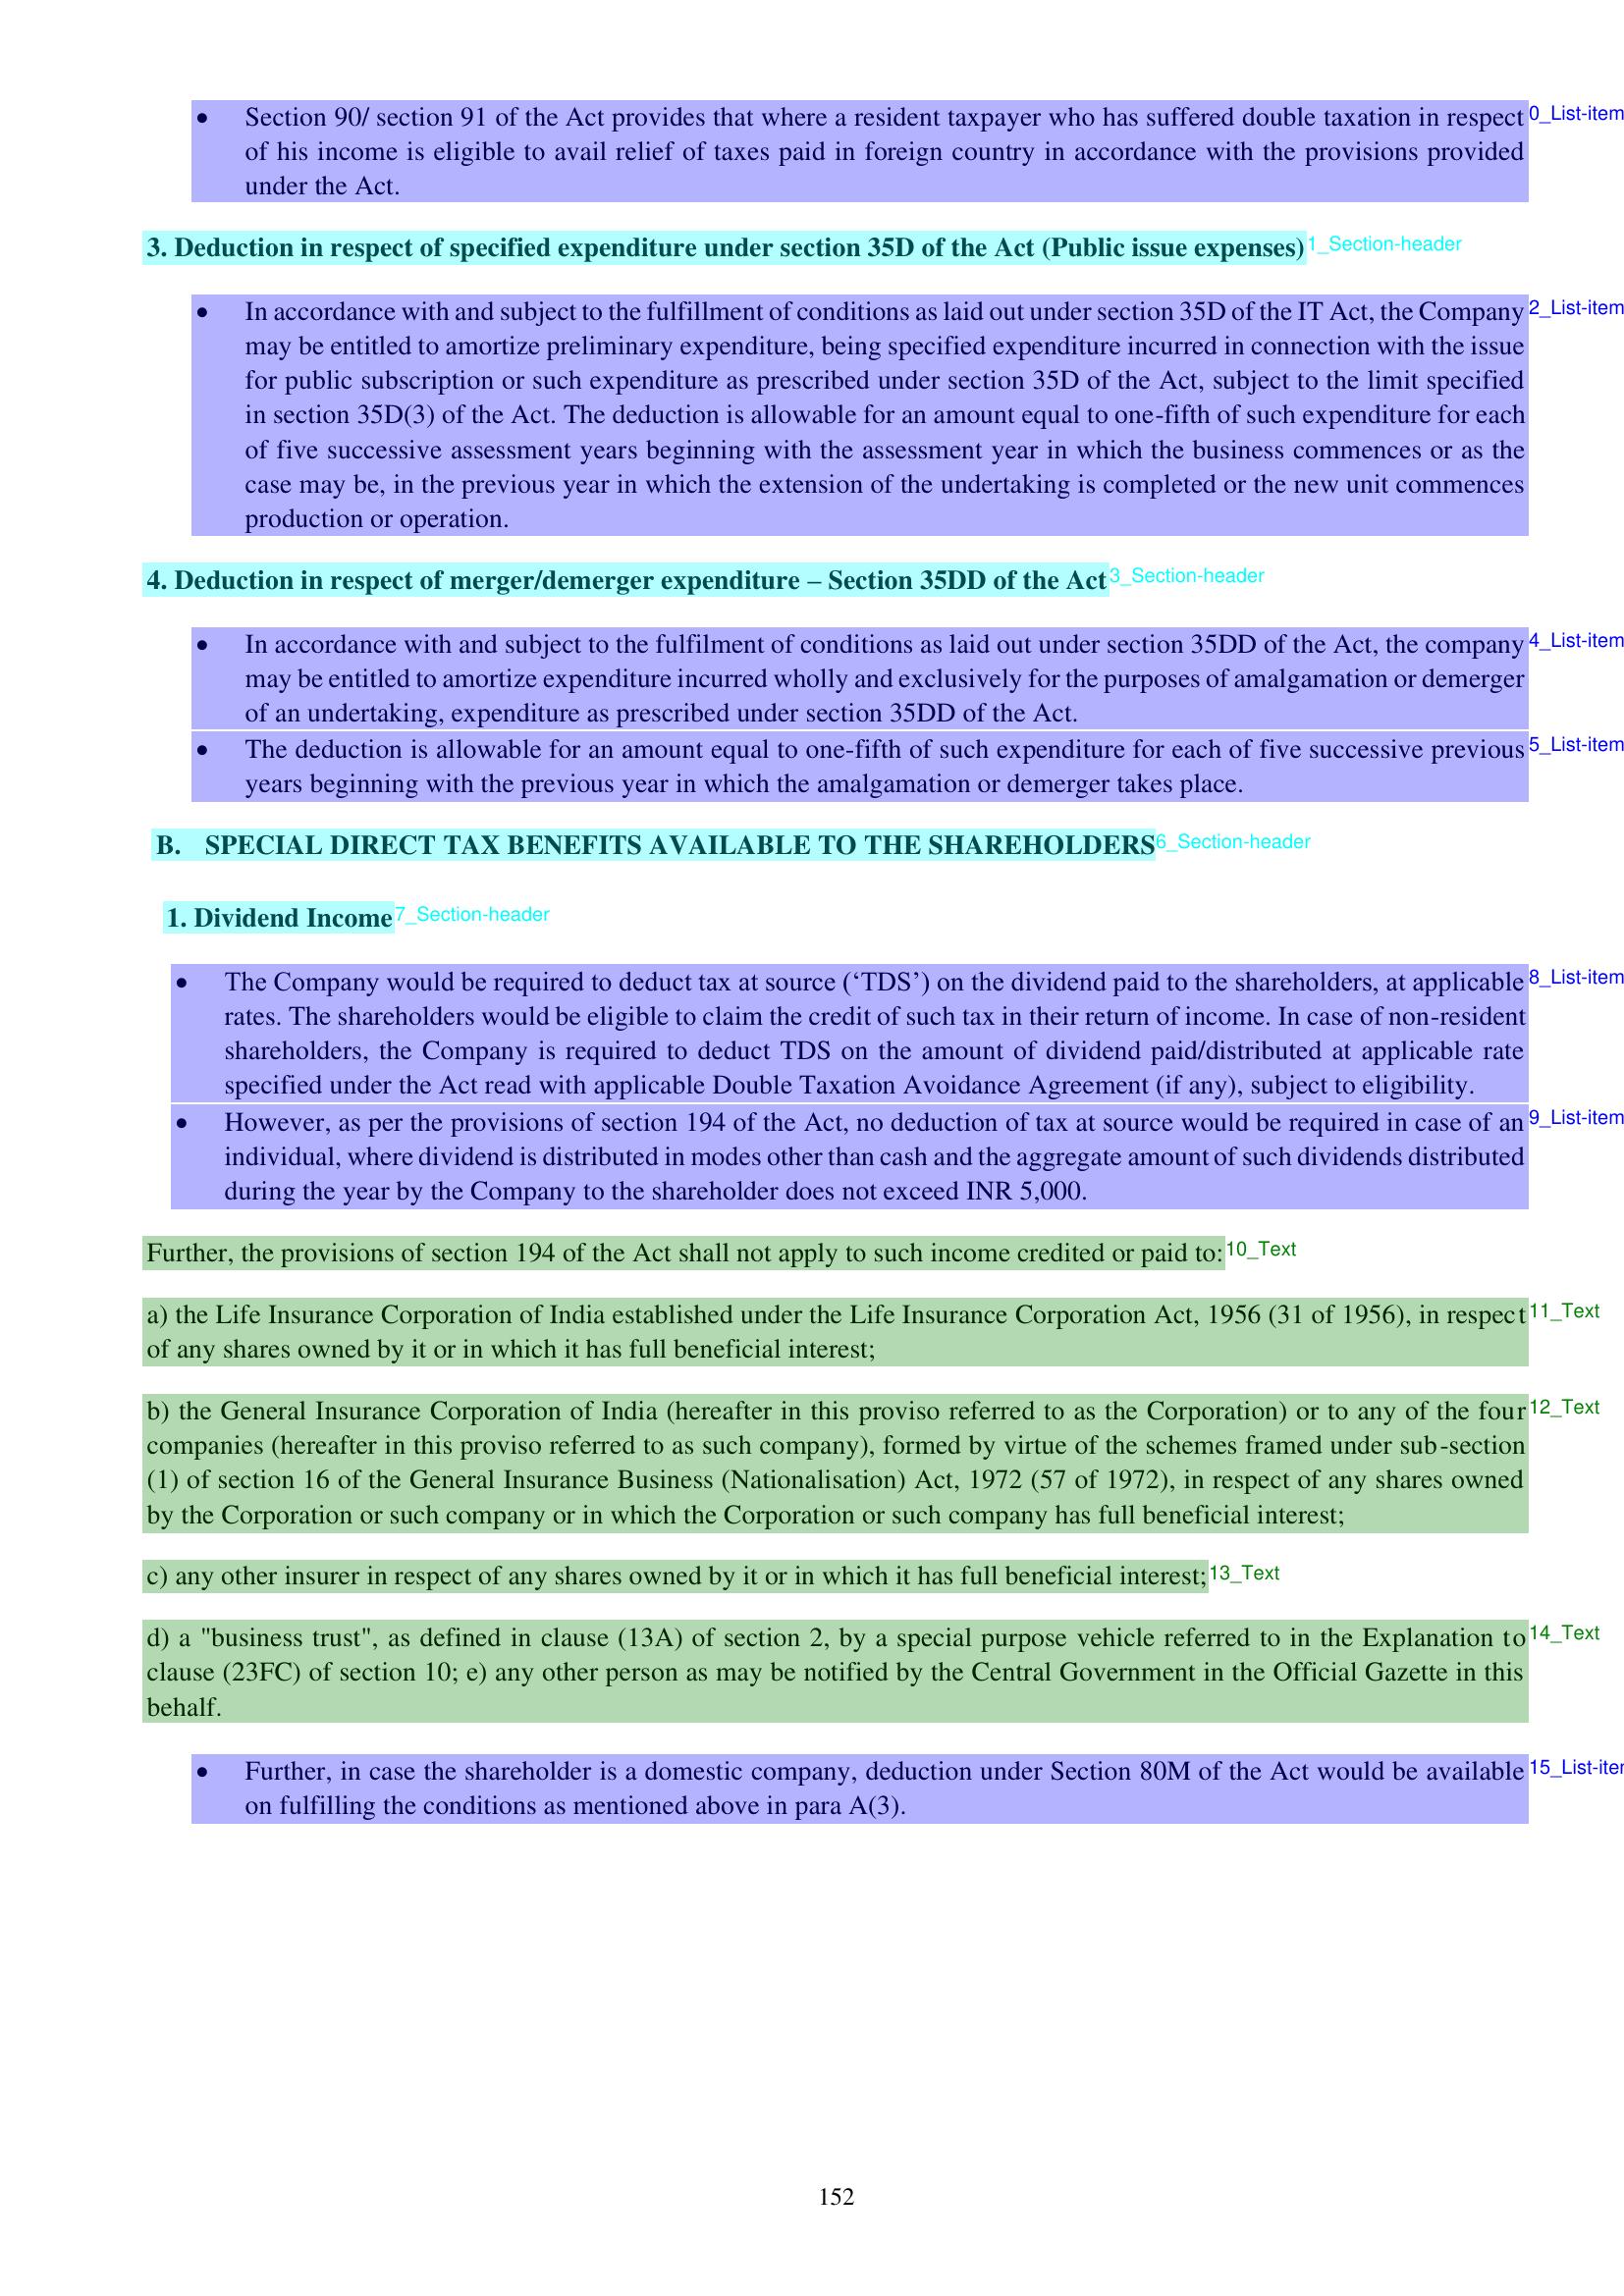 • Section 90/ section 91 of the Act provides that where a resident taxpayer who has suffered double taxation in respect 0_List-item
of his income is eligible to avail relief of taxes paid in foreign country in accordance with the provisions provided
under the Act.
3. Deduction in respect of specified expenditure under section 35D of the Act (Public issue expenses) 1_Section-header
• In accordance with and subject to the fulfillment of conditions as laid out under section 35D of the IT Act, the Company 2_List-item
may be entitled to amortize preliminary expenditure, being specified expenditure incurred in connection with the issue
for public subscription or such expenditure as prescribed under section 35D of the Act, subject to the limit specified
in section 35D(3) of the Act. The deduction is allowable for an amount equal to one-fifth of such expenditure for each
of five successive assessment years beginning with the assessment year in which the business commences or as the
case may be, in the previous year in which the extension of the undertaking is completed or the new unit commences
production or operation.
4. Deduction in respect of merger/demerger expenditure – Section 35DD of the Act 3_Section-header
• In accordance with and subject to the fulfilment of conditions as laid out under section 35DD of the Act, the company 4_List-item
may be entitled to amortize expenditure incurred wholly and exclusively for the purposes of amalgamation or demerger
of an undertaking, expenditure as prescribed under section 35DD of the Act.
• The deduction is allowable for an amount equal to one-fifth of such expenditure for each of five successive previous 5_List-item
years beginning with the previous year in which the amalgamation or demerger takes place.
B. SPECIAL DIRECT TAX BENEFITS AVAILABLE TO THE SHAREHOLDERS 6_Section-header
1. Dividend Income 7_Section-header
• The Company would be required to deduct tax at source (‘TDS’) on the dividend paid to the shareholders, at applicable 8_List-item
rates. The shareholders would be eligible to claim the credit of such tax in their return of income. In case of non-resident
shareholders, the Company is required to deduct TDS on the amount of dividend paid/distributed at applicable rate
specified under the Act read with applicable Double Taxation Avoidance Agreement (if any), subject to eligibility.
• However, as per the provisions of section 194 of the Act, no deduction of tax at source would be required in case of an 9_List-item
individual, where dividend is distributed in modes other than cash and the aggregate amount of such dividends distributed
during the year by the Company to the shareholder does not exceed INR 5,000.
Further, the provisions of section 194 of the Act shall not apply to such income credited or paid to: 10_Text
a) the Life Insurance Corporation of India established under the Life Insurance Corporation Act, 1956 (31 of 1956), in respect 11_Text
of any shares owned by it or in which it has full beneficial interest;
b) the General Insurance Corporation of India (hereafter in this proviso referred to as the Corporation) or to any of the four 12_Text
companies (hereafter in this proviso referred to as such company), formed by virtue of the schemes framed under sub-section
(1) of section 16 of the General Insurance Business (Nationalisation) Act, 1972 (57 of 1972), in respect of any shares owned
by the Corporation or such company or in which the Corporation or such company has full beneficial interest;
c) any other insurer in respect of any shares owned by it or in which it has full beneficial interest; 13_Text
d) a "business trust", as defined in clause (13A) of section 2, by a special purpose vehicle referred to in the Explanation to 14_Text
clause (23FC) of section 10; e) any other person as may be notified by the Central Government in the Official Gazette in this
behalf.
• Further, in case the shareholder is a domestic company, deduction under Section 80M of the Act would be available 15_List-iter
on fulfilling the conditions as mentioned above in para A(3).
152